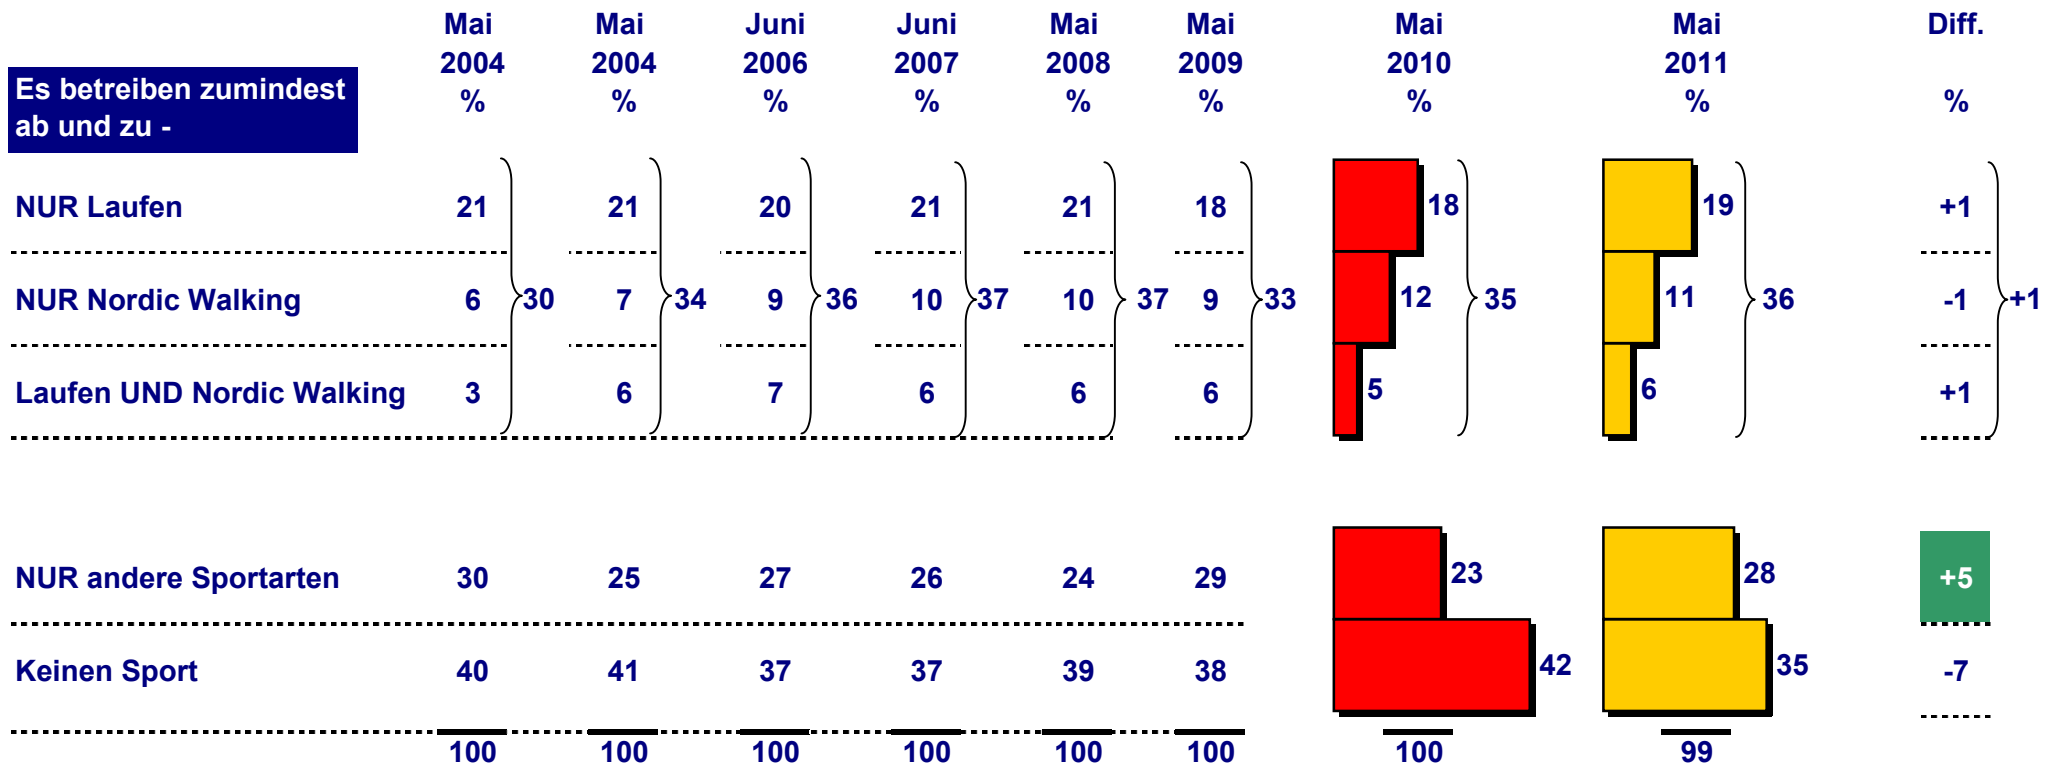 Mai Mai Juni Juni Mai Mai Mai Mai Diff.
2004 2004 2006 2007 2008 2009 2010 2011
Es betreiben zumindest % % % % % % % % %
ab und zu -
NUR Laufen 21 21 20 21 21 18 18 19 +1
NUR Nordic Walking 6 30 7 34 9 36 10 37 10 37 9 33 12 35 11 36 -1 +1
Laufen UND Nordic Walking 3 6 7 6 6 6 5 6 +1
NUR andere Sportarten 30 25 27 26 24 29 23 28 +5
Keinen Sport 40 41 37 37 39 38 42 35 -7
100 100 100 100 100 100 100 99